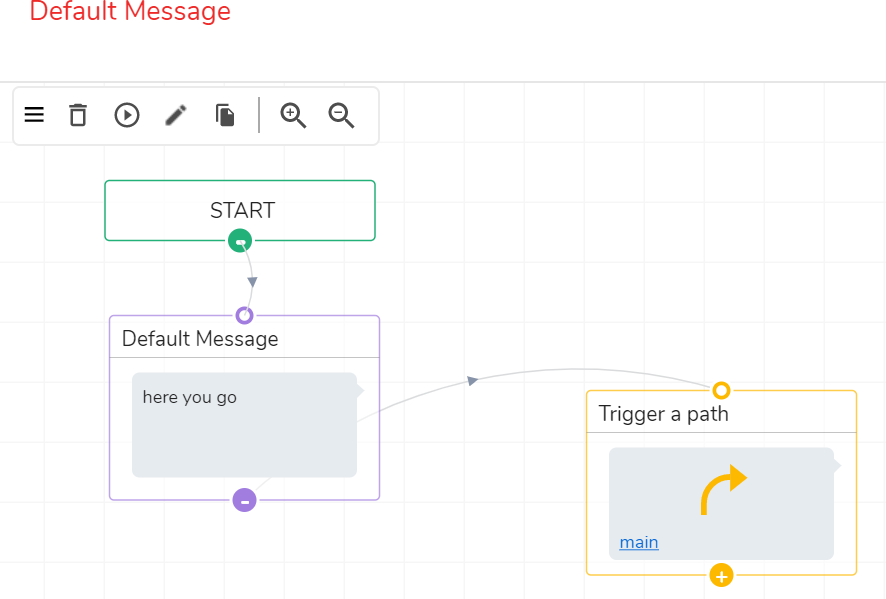 Default Message
START
Default Message
here you go
Trigger a path
main